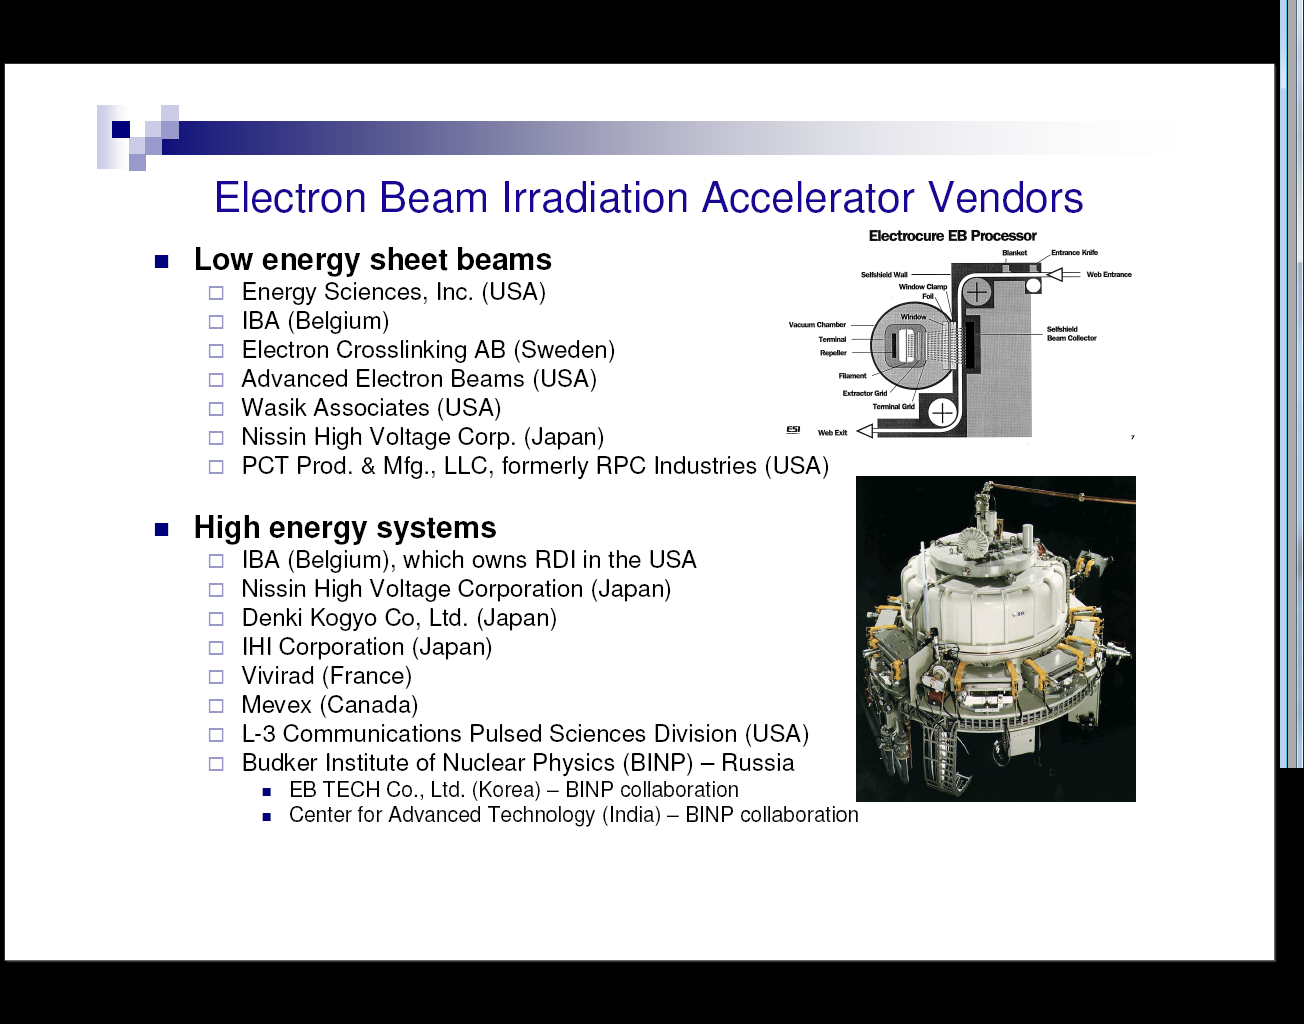 Electron Beam Irradiation Accelerator Vendors
Low energy sheet beams
Energy Sciences, Inc. (USA)
IBA (Belgium)
Electron Crosslinking AB (Sweden)
Advanced Electron Beams (USA)
Wasik Associates (USA)
Nissin High Voltage Corp. (Japan)
PCT Prod. & Mfg., LLC, formerly RPC Industries (USA)
Electrocure EB Processor
Blanket
Entrance Knife
Selfshield Wall
Web Entrance
Window Clamp
Foil
Window
Vacuum Chamber
Terminal
Repeller
Selfshield
Beam Collector
Filament
Extractor Grid
Terminal Grid
ESI
Web Exit
7
High energy systems
IBA (Belgium), which owns RDI in the USA
Nissin High Voltage Corporation (Japan)
Denki Kogyo Co, Ltd. (Japan)
IHI Corporation (Japan)
Vivirad (France)
Mevex (Canada)
L-3 Communications Pulsed Sciences Division (USA)
Budker Institute of Nuclear Physics (BINP) – Russia
EB TECH Co., Ltd. (Korea) – BINP collaboration
Center for Advanced Technology (India) – BINP collaboration